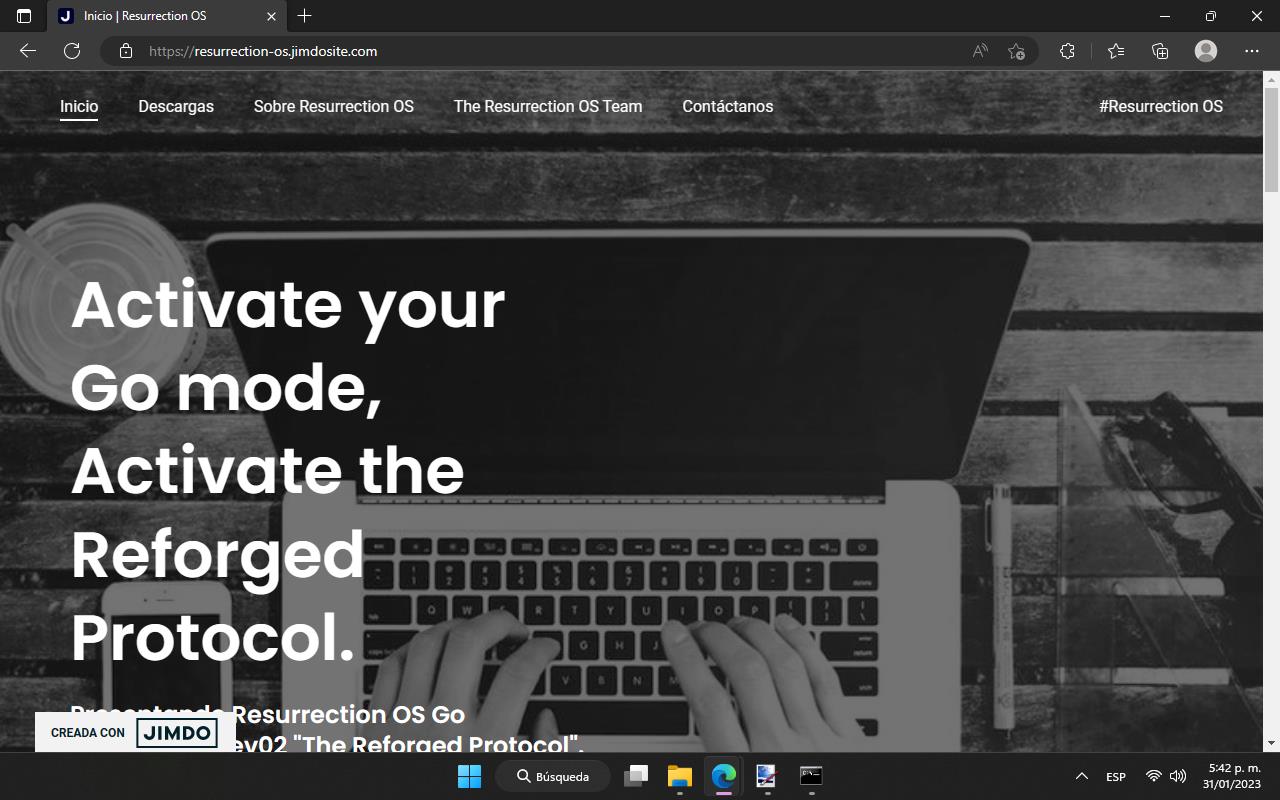 Inicio | Resurrection OS
https://resurrection-os.jimdosite.com
Inicio
Descargas
Sobre Resurrection OS
The Resurrection OS Team
Contáctanos
#Resurrection OS
Activate your
Go mode,
Activate the
Reforged
Protocol.
Presentando Resurrection OS Go
ev02 "The Reforged Protocol".
CREADA CON JIMDO
Búsqueda
ESP
5:42 p. m.
31/01/2023